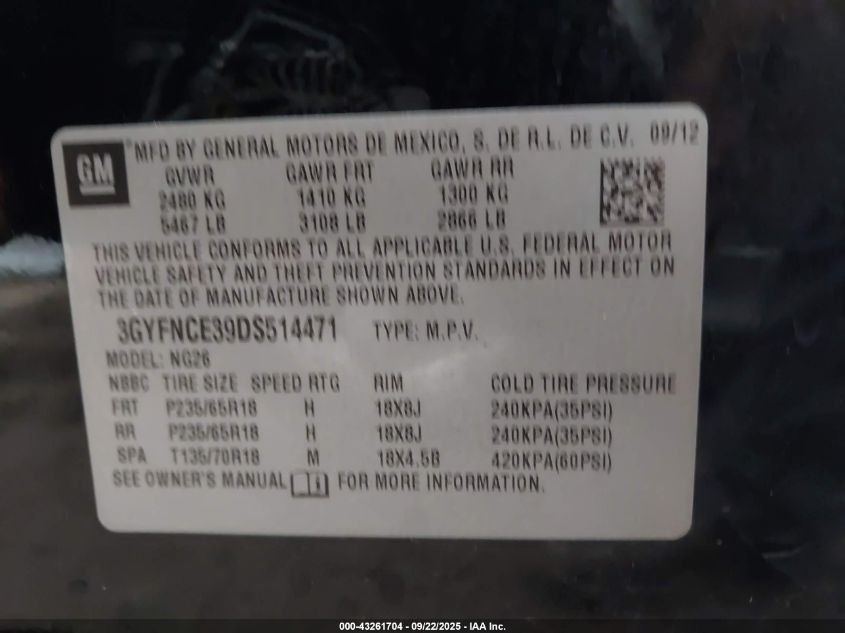 GM
® MFD BY GENERAL MOTORS DE MEXICO, S. DE R.L. DE C.V. 09/12
GVWR GAWR FRT GAWR RR
2480 KG 1410 KG 1300 KG
5467 LB 3108 LB 2866 LB
THIS VEHICLE CONFORMS TO ALL APPLICABLE U.S. FEDERAL MOTOR
VEHICLE SAFETY AND THEFT PREVENTION STANDARDS IN EFFECT ON
THE DATE OF MANUFACTURE SHOWN ABOVE.
3GYFNCE39DS514471 TYPE: M.P.V.
MODEL: NG26
NBBC TIRE SIZE SPEED RTG RIM COLD TIRE PRESSURE
FRT P235/65R18 H 18X8J 240KPA(35PSI)
RR P235/65R18 H 18X8J 240KPA(35PSI)
SPA T135/70R18 M 18X4.5B 420KPA(60PSI)
SEE OWNER'S MANUAL FOR MORE INFORMATION.
000-43261704 - 09/22/2025 - IAA Inc.